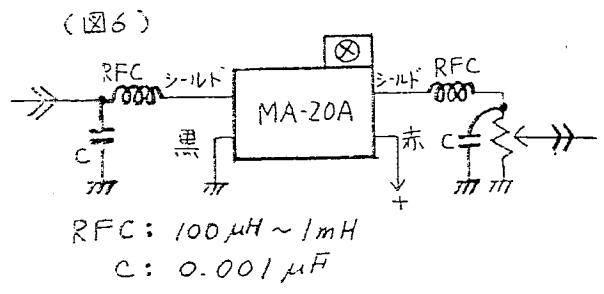 (図6)
RFC
シールド
MA-20A
シールド
RFC
C
黒
赤
C
+
RFC: 100μH~1mH
C: 0.001μF